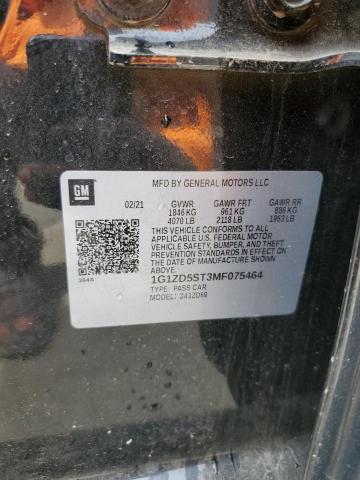 GM
MFD BY GENERAL MOTORS LLC
02/21 GVWR GAWR FRT GAWR RR
1846 KG 961 KG 886 KG
4070 LB 2118 LB 1953 LB
THIS VEHICLE CONFORMS TO ALL
APPLICABLE U.S. FEDERAL MOTOR
VEHICLE SAFETY, BUMPER, AND THEFT
PREVENTION STANDARDS IN EFFECT ON
THE DATE OF MANUFACTURE SHOWN ABOVE.
384A 1G1ZD5ST3MF075464
TYPE: PASS CAR
MODEL: 241ZD69